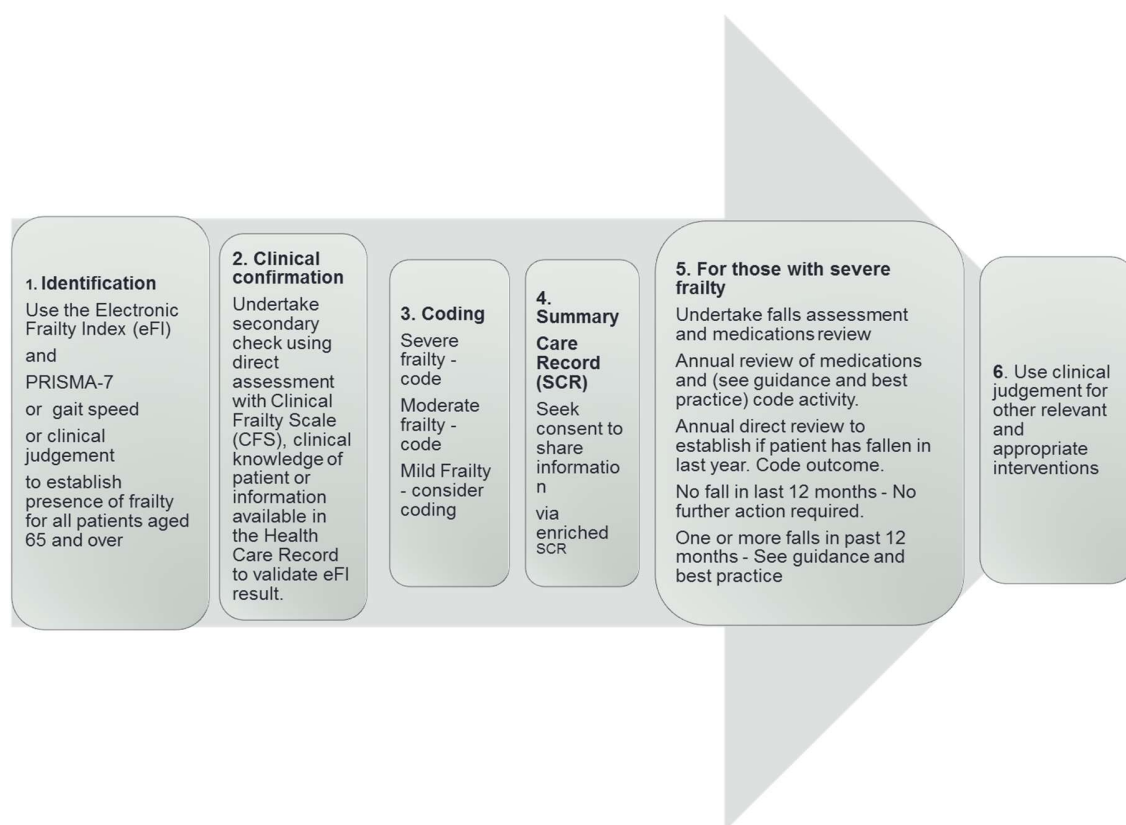 1. Identification
Use the Electronic
Frailty Index (eFI)
and
PRISMA-7
or gait speed
or clinical
judgement
to establish
presence of frailty
for all patients aged
65 and over
2. Clinical
confirmation
Undertake
secondary
check using
direct
assessment
with Clinical
Frailty Scale
(CFS), clinical
knowledge of
patient or
information
available in
the Health
Care Record
to validate eFI
result.
3. Coding
Severe
frailty -
code
Moderate
frailty -
code
Mild Frailty
- consider
coding
4.
Summary
Care
Record
(SCR)
Seek
consent to
share
informatio
n
via
enriched
SCR
5. For those with severe
frailty
Undertake falls assessment
and medications review
Annual review of medications
and (see guidance and best
practice) code activity.
Annual direct review to
establish if patient has fallen in
last year. Code outcome.
No fall in last 12 months - No
further action required.
One or more falls in past 12
months - See guidance and
best practice
6. Use clinical
judgement for
other relevant
and
appropriate
interventions